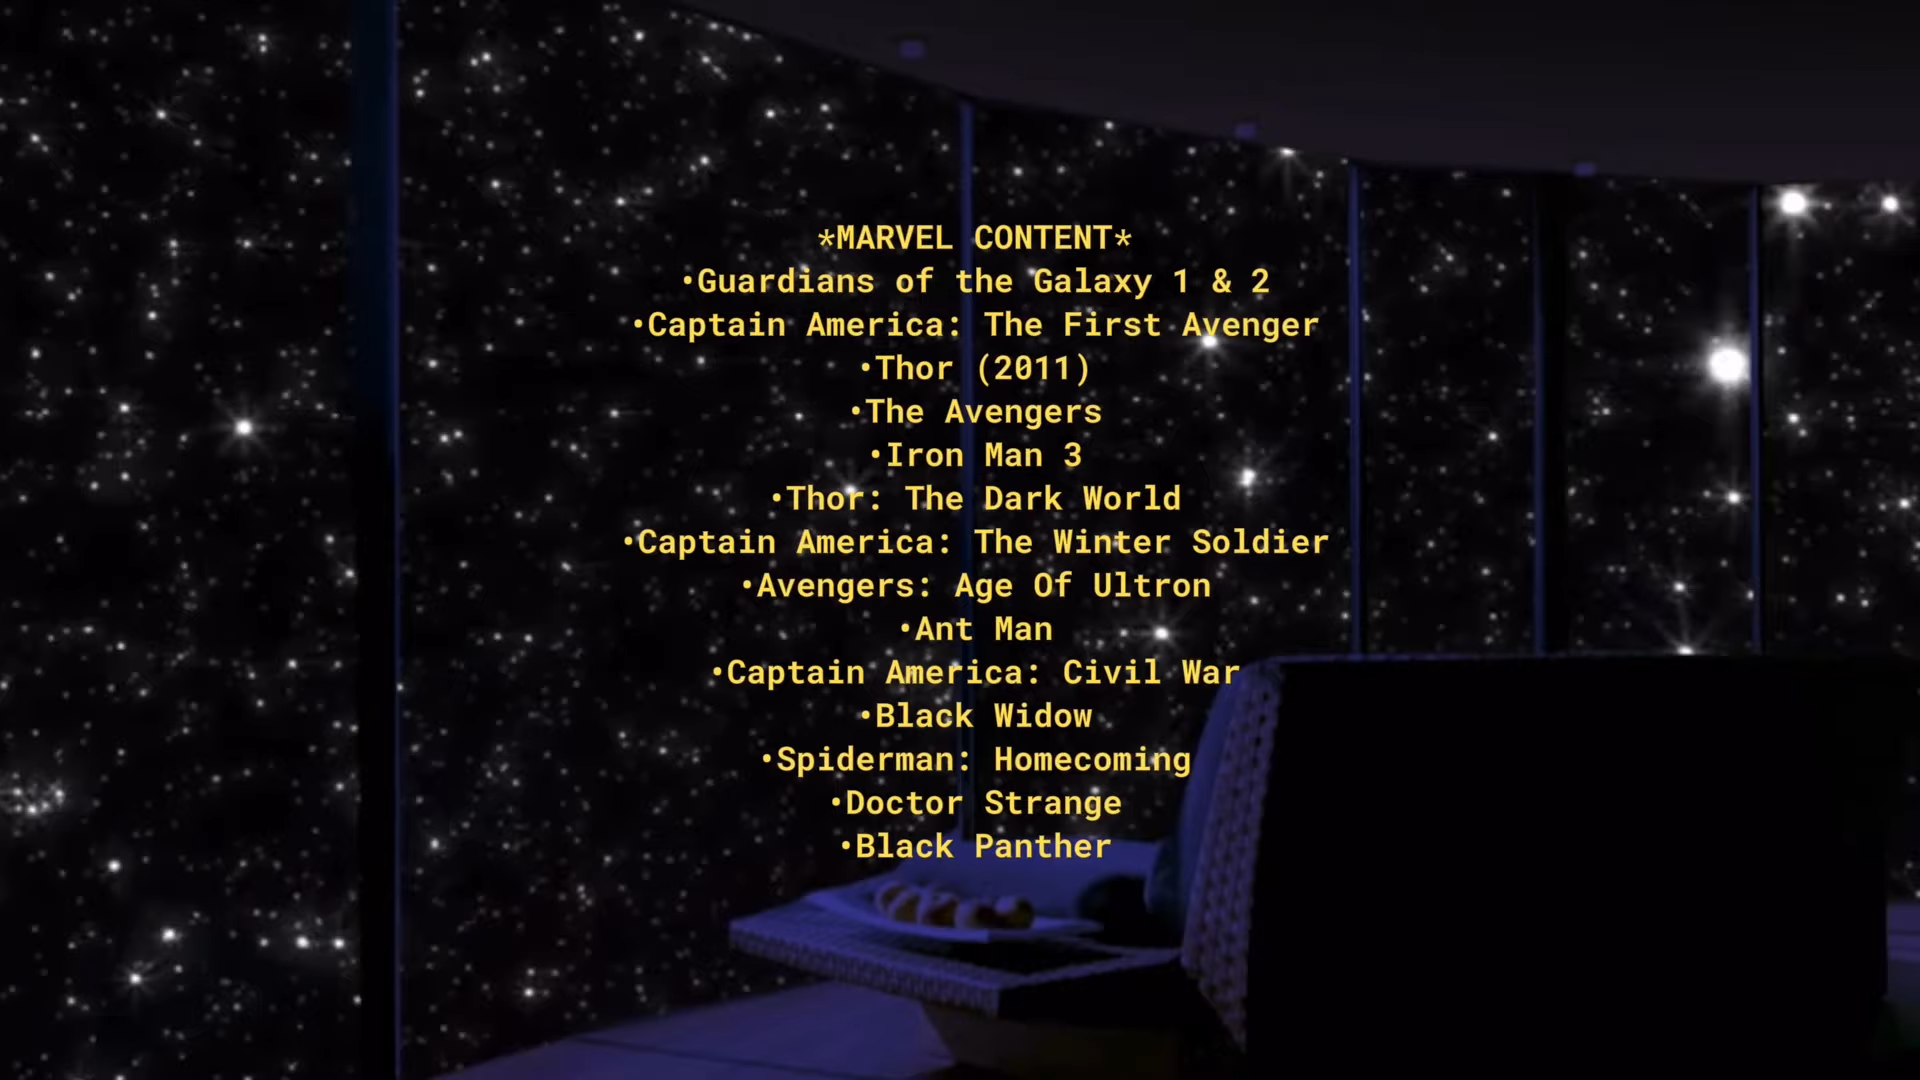 *MARVEL CONTENT*
•Guardians of the Galaxy 1 & 2
•Captain America: The First Avenger
•Thor (2011)
•The Avengers
•Iron Man 3
•Thor: The Dark World
•Captain America: The Winter Soldier
•Avengers: Age Of Ultron
•Ant Man
•Captain America: Civil War
•Black Widow
•Spiderman: Homecoming
•Doctor Strange
•Black Panther